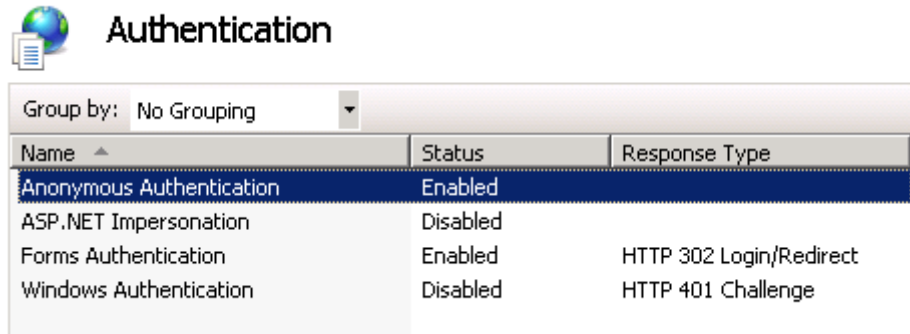 Authentication
Group by: No Grouping
Name Status Response Type
Anonymous Authentication Enabled
ASP.NET Impersonation Disabled
Forms Authentication Enabled HTTP 302 Login/Redirect
Windows Authentication Disabled HTTP 401 Challenge